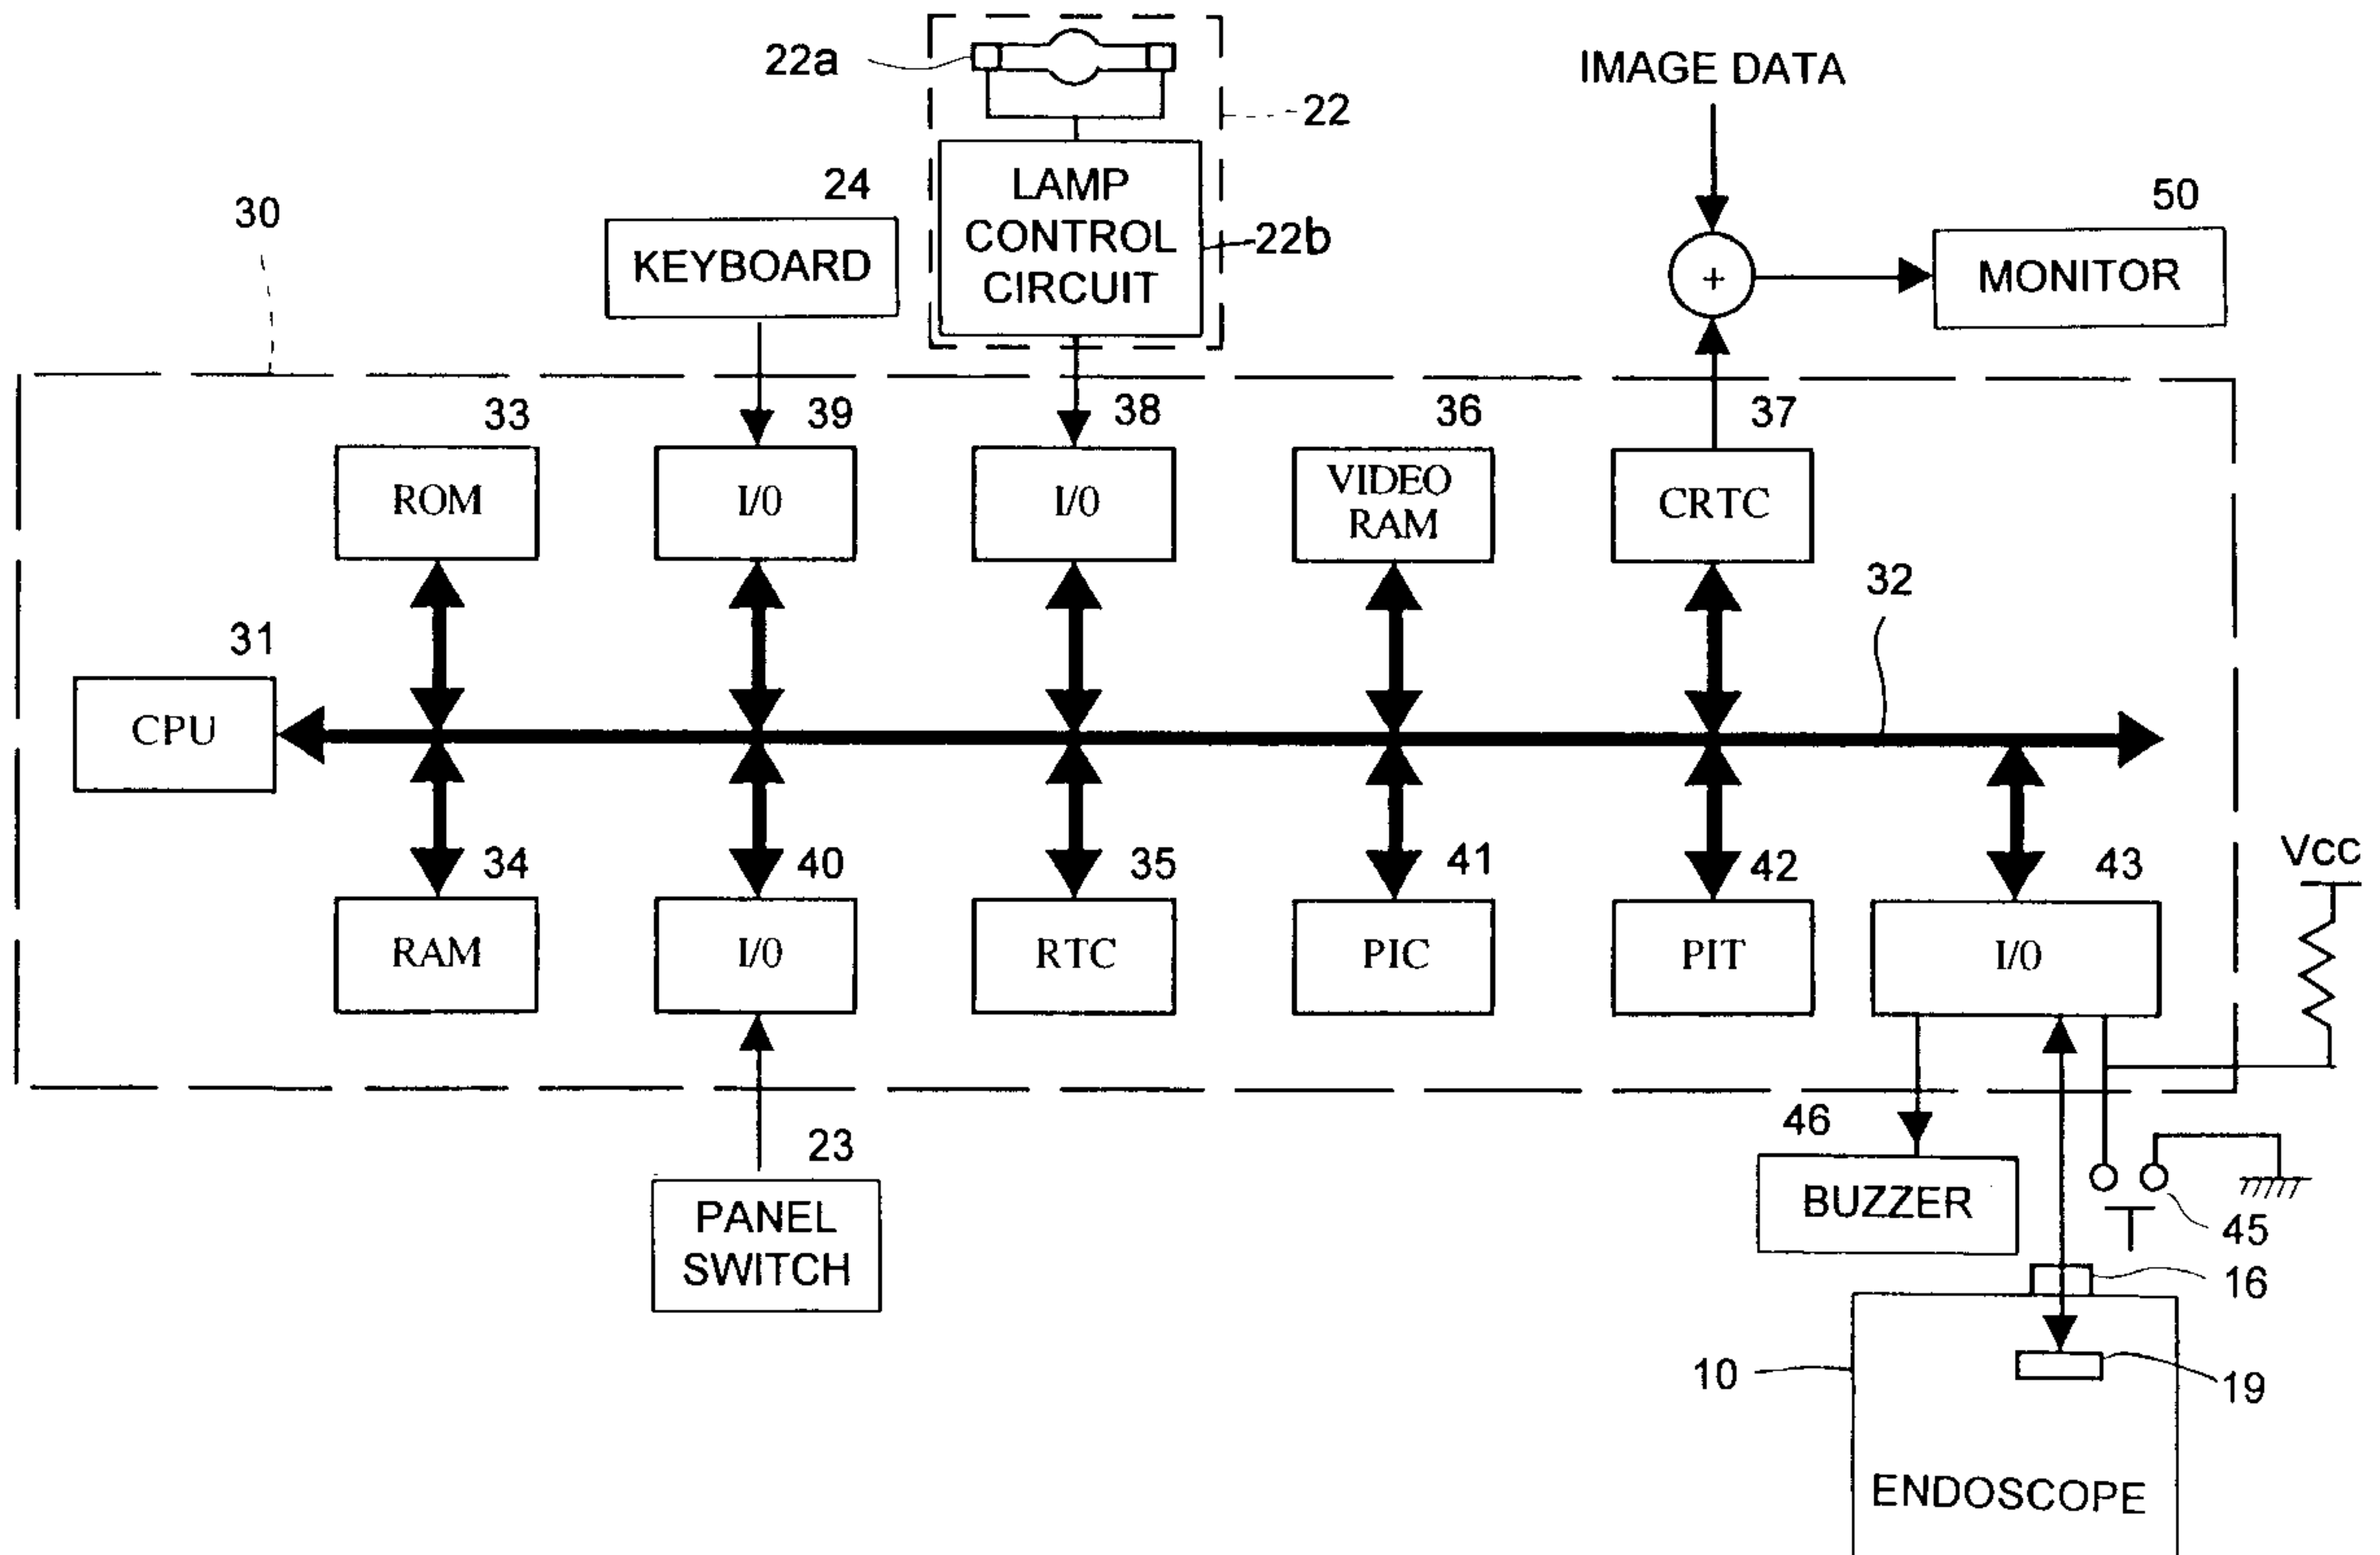 22a
22
IMAGE DATA
LAMP
CONTROL
CIRCUIT
22b
24
KEYBOARD
30
50
MONITOR
+
33
39
38
36
37
ROM
I/0
I/0
VIDEO
RAM
CRTC
32
31
CPU
34
40
35
41
42
43
Vcc
RAM
I/0
RTC
PIC
PIT
I/0
23
PANEL
SWITCH
46
BUZZER
45
16
10
19
ENDOSCOPE